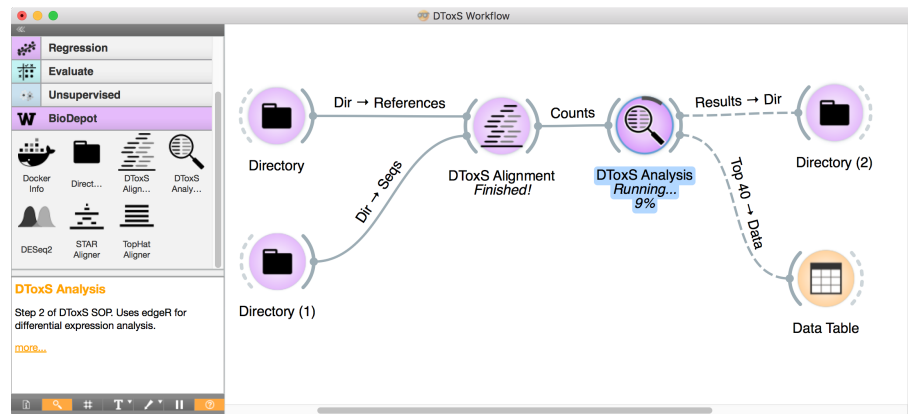 DToxS Workflow
Regression
Evaluate
Unsupervised
BioDepot
Docker
Info
Direct...
DToxS
Align...
DToxS
Analy...
DESeq2
STAR
Aligner
TopHat
Aligner
DToxS Analysis
Step 2 of DToxS SOP. Uses edgeR for
differential expression analysis.
more...
T
?
Directory
Dir → References
Directory (1)
Dir → Seqs
DToxS Alignment
Finished!
Counts
DToxS Analysis
Running...
9%
Results → Dir
Directory (2)
Top 40 → Data
Data Table